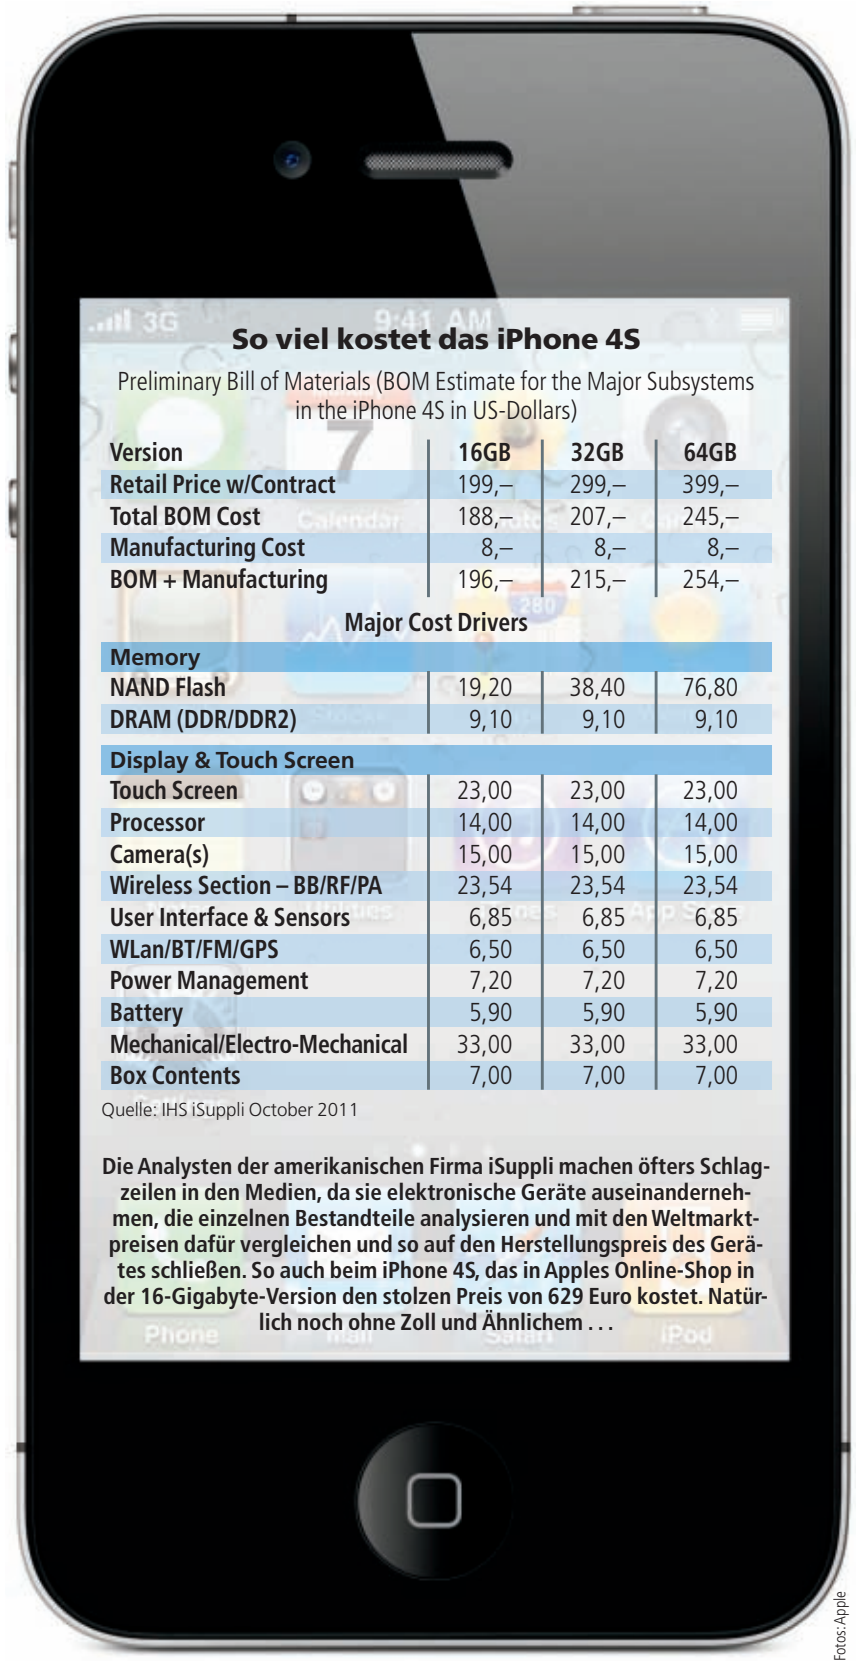 3G 9:41 AM
So viel kostet das iPhone 4S
Preliminary Bill of Materials (BOM Estimate for the Major Subsystems
in the iPhone 4S in US-Dollars)
Version 16GB 32GB 64GB
Retail Price w/Contract 199,– 299,– 399,–
Total BOM Cost 188,– 207,– 245,–
Manufacturing Cost 8,– 8,– 8,–
BOM + Manufacturing 196,– 215,– 254,–
Major Cost Drivers
Memory
NAND Flash 19,20 38,40 76,80
DRAM (DDR/DDR2) 9,10 9,10 9,10
Display & Touch Screen
Touch Screen 23,00 23,00 23,00
Processor 14,00 14,00 14,00
Camera(s) 15,00 15,00 15,00
Wireless Section – BB/RF/PA 23,54 23,54 23,54
User Interface & Sensors 6,85 6,85 6,85
WLan/BT/FM/GPS 6,50 6,50 6,50
Power Management 7,20 7,20 7,20
Battery 5,90 5,90 5,90
Mechanical/Electro-Mechanical 33,00 33,00 33,00
Box Contents 7,00 7,00 7,00
Quelle: IHS iSuppli October 2011
Die Analysten der amerikanischen Firma iSuppli machen öfters Schlag-
zeilen in den Medien, da sie elektronische Geräte auseinanderneh-
men, die einzelnen Bestandteile analysieren und mit den Weltmarkt-
preisen dafür vergleichen und so auf den Herstellungspreis des Gerä-
tes schließen. So auch beim iPhone 4S, das in Apples Online-Shop in
der 16-Gigabyte-Version den stolzen Preis von 629 Euro kostet. Natür-
lich noch ohne Zoll und Ähnlichem . . .
Phone Mail Safari iPod
Fotos: Apple